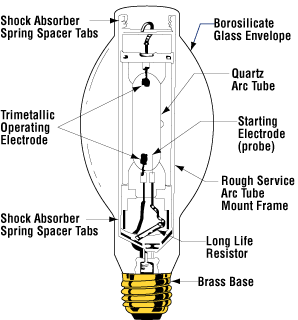 Shock Absorber
Spring Spacer Tabs
Borosilicate
Glass Envelope
Quartz
Arc Tube
Trimetallic
Operating
Electrode
Starting
Electrode
(probe)
Rough Service
Arc Tube
Mount Frame
Shock Absorber
Spring Spacer Tabs
Long Life
Resistor
Brass Base